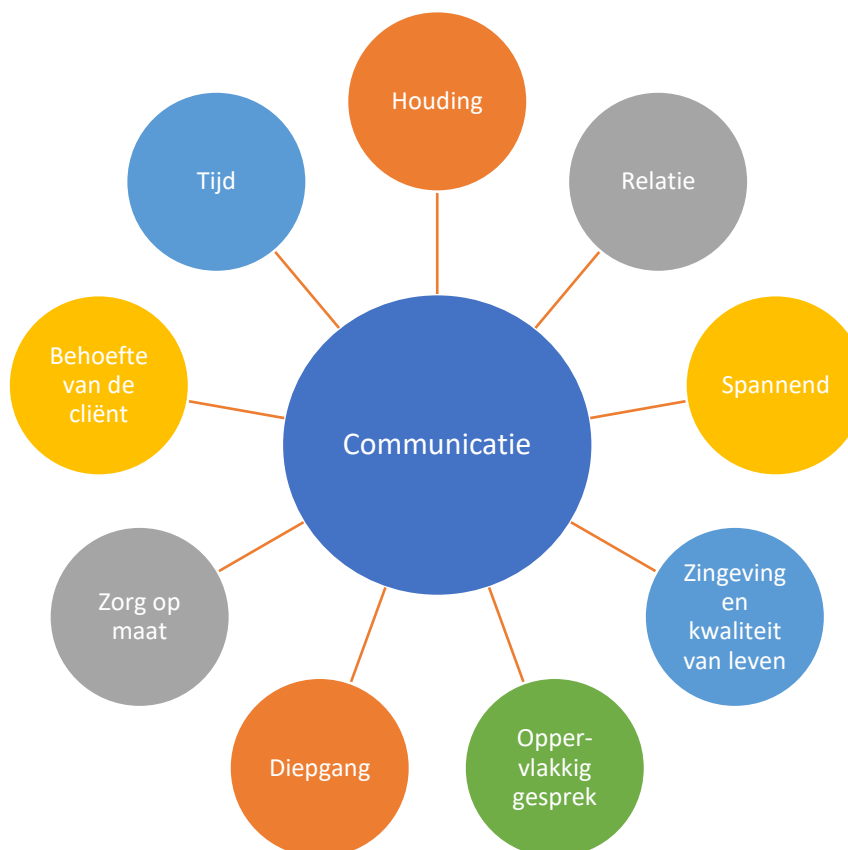 Houding
Relatie
Spannend
Zingeving
en
kwaliteit
van leven
Opper-
vlakkig
gesprek
Diepgang
Zorg op
maat
Behoefte
van de
cliënt
Tijd
Communicatie